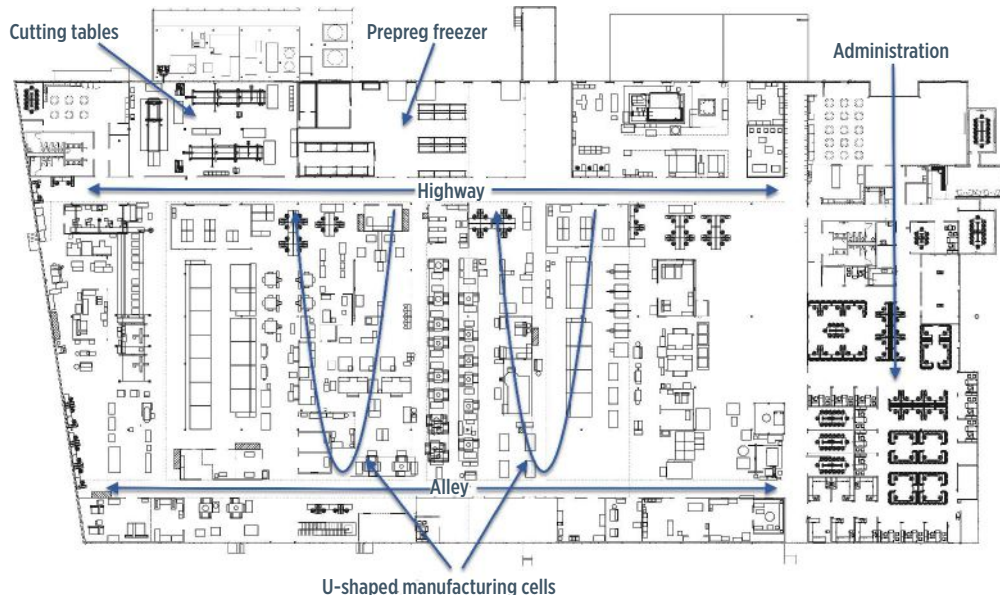 Cutting tables
Prepreg freezer
Administration
Highway
Alley
U-shaped manufacturing cells